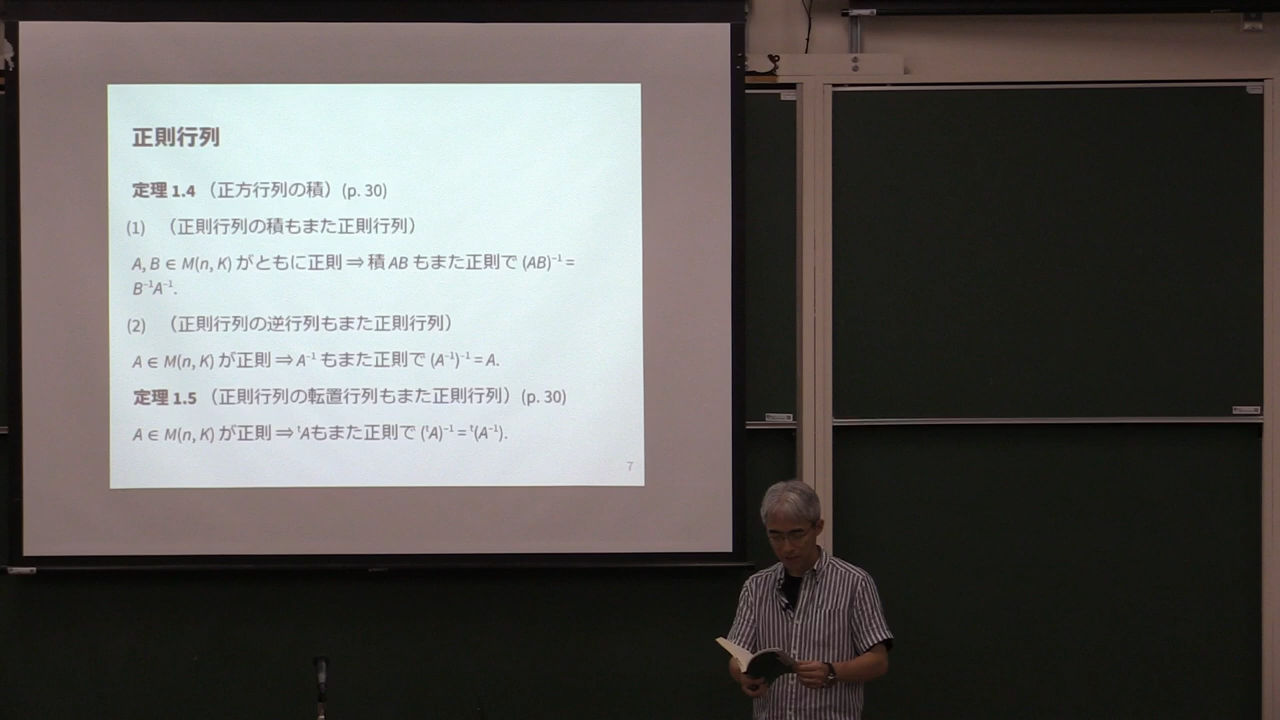 正則行列
定理 1.4 （正方行列の積）(p. 30)
(1) （正則行列の積もまた正則行列）
A, B ∈ M(n, K) がともに正則 ⇒ 積 AB もまた正則で (AB)⁻¹ =
B⁻¹A⁻¹.
(2) （正則行列の逆行列もまた正則行列）
A ∈ M(n, K) が正則 ⇒ A⁻¹ もまた正則で (A⁻¹)⁻¹ = A.
定理 1.5 （正則行列の転置行列もまた正則行列）(p. 30)
A ∈ M(n, K) が正則 ⇒ ᵗAもまた正則で (ᵗA)⁻¹ = ᵗ(A⁻¹).
7